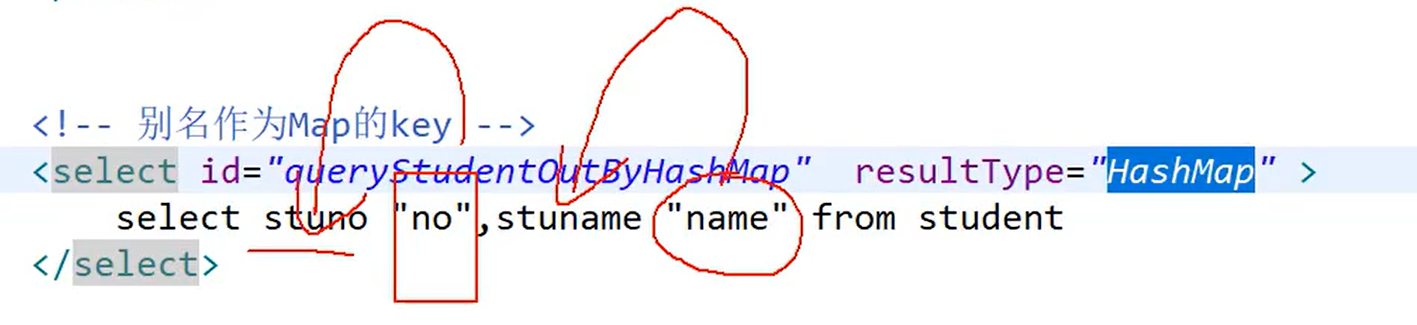 <!-- 别名作为Map的key -->
<select id="queryStudentOutByHashMap" resultType="HashMap" >
select stuno "no",stuname "name" from student
</select>